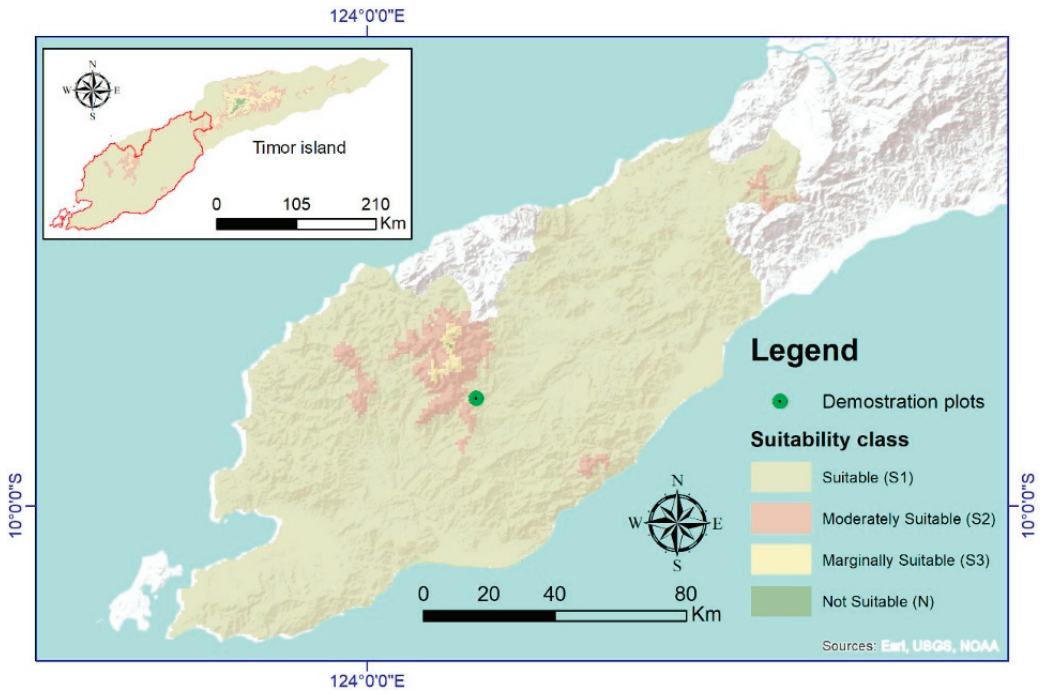 124°0'0"E
N
W E
S
Timor island
0 105 210
Km
10°0'0"S
10°0'0"S
Legend
Demostration plots
Suitability class
Suitable (S1)
Moderately Suitable (S2)
Marginally Suitable (S3)
Not Suitable (N)
N
W E
S
0 20 40 80
Km
Sources: Esri, USGS, NOAA
124°0'0"E